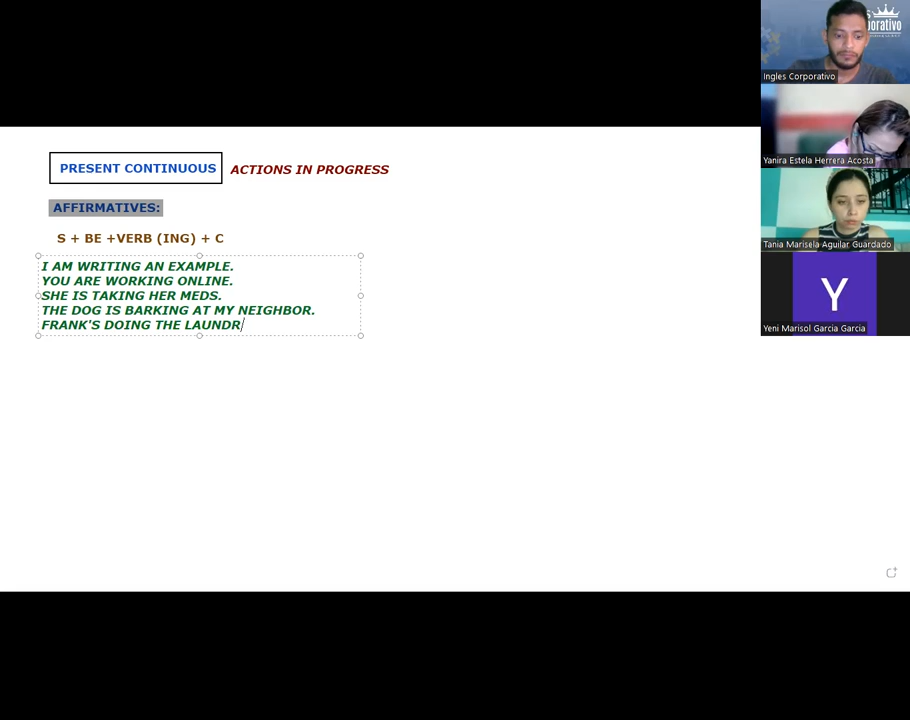 PRESENT CONTINUOUS
ACTIONS IN PROGRESS
AFFIRMATIVES:
S + BE +VERB (ING) + C
I AM WRITING AN EXAMPLE.
YOU ARE WORKING ONLINE.
SHE IS TAKING HER MEDS.
THE DOG IS BARKING AT MY NEIGHBOR.
FRANK'S DOING THE LAUNDR
Ingles Corporativo
Yanira Estela Herrera Acosta
Tania Marisela Aguilar Guardado
Y
Yeni Marisol Garcia Garcia